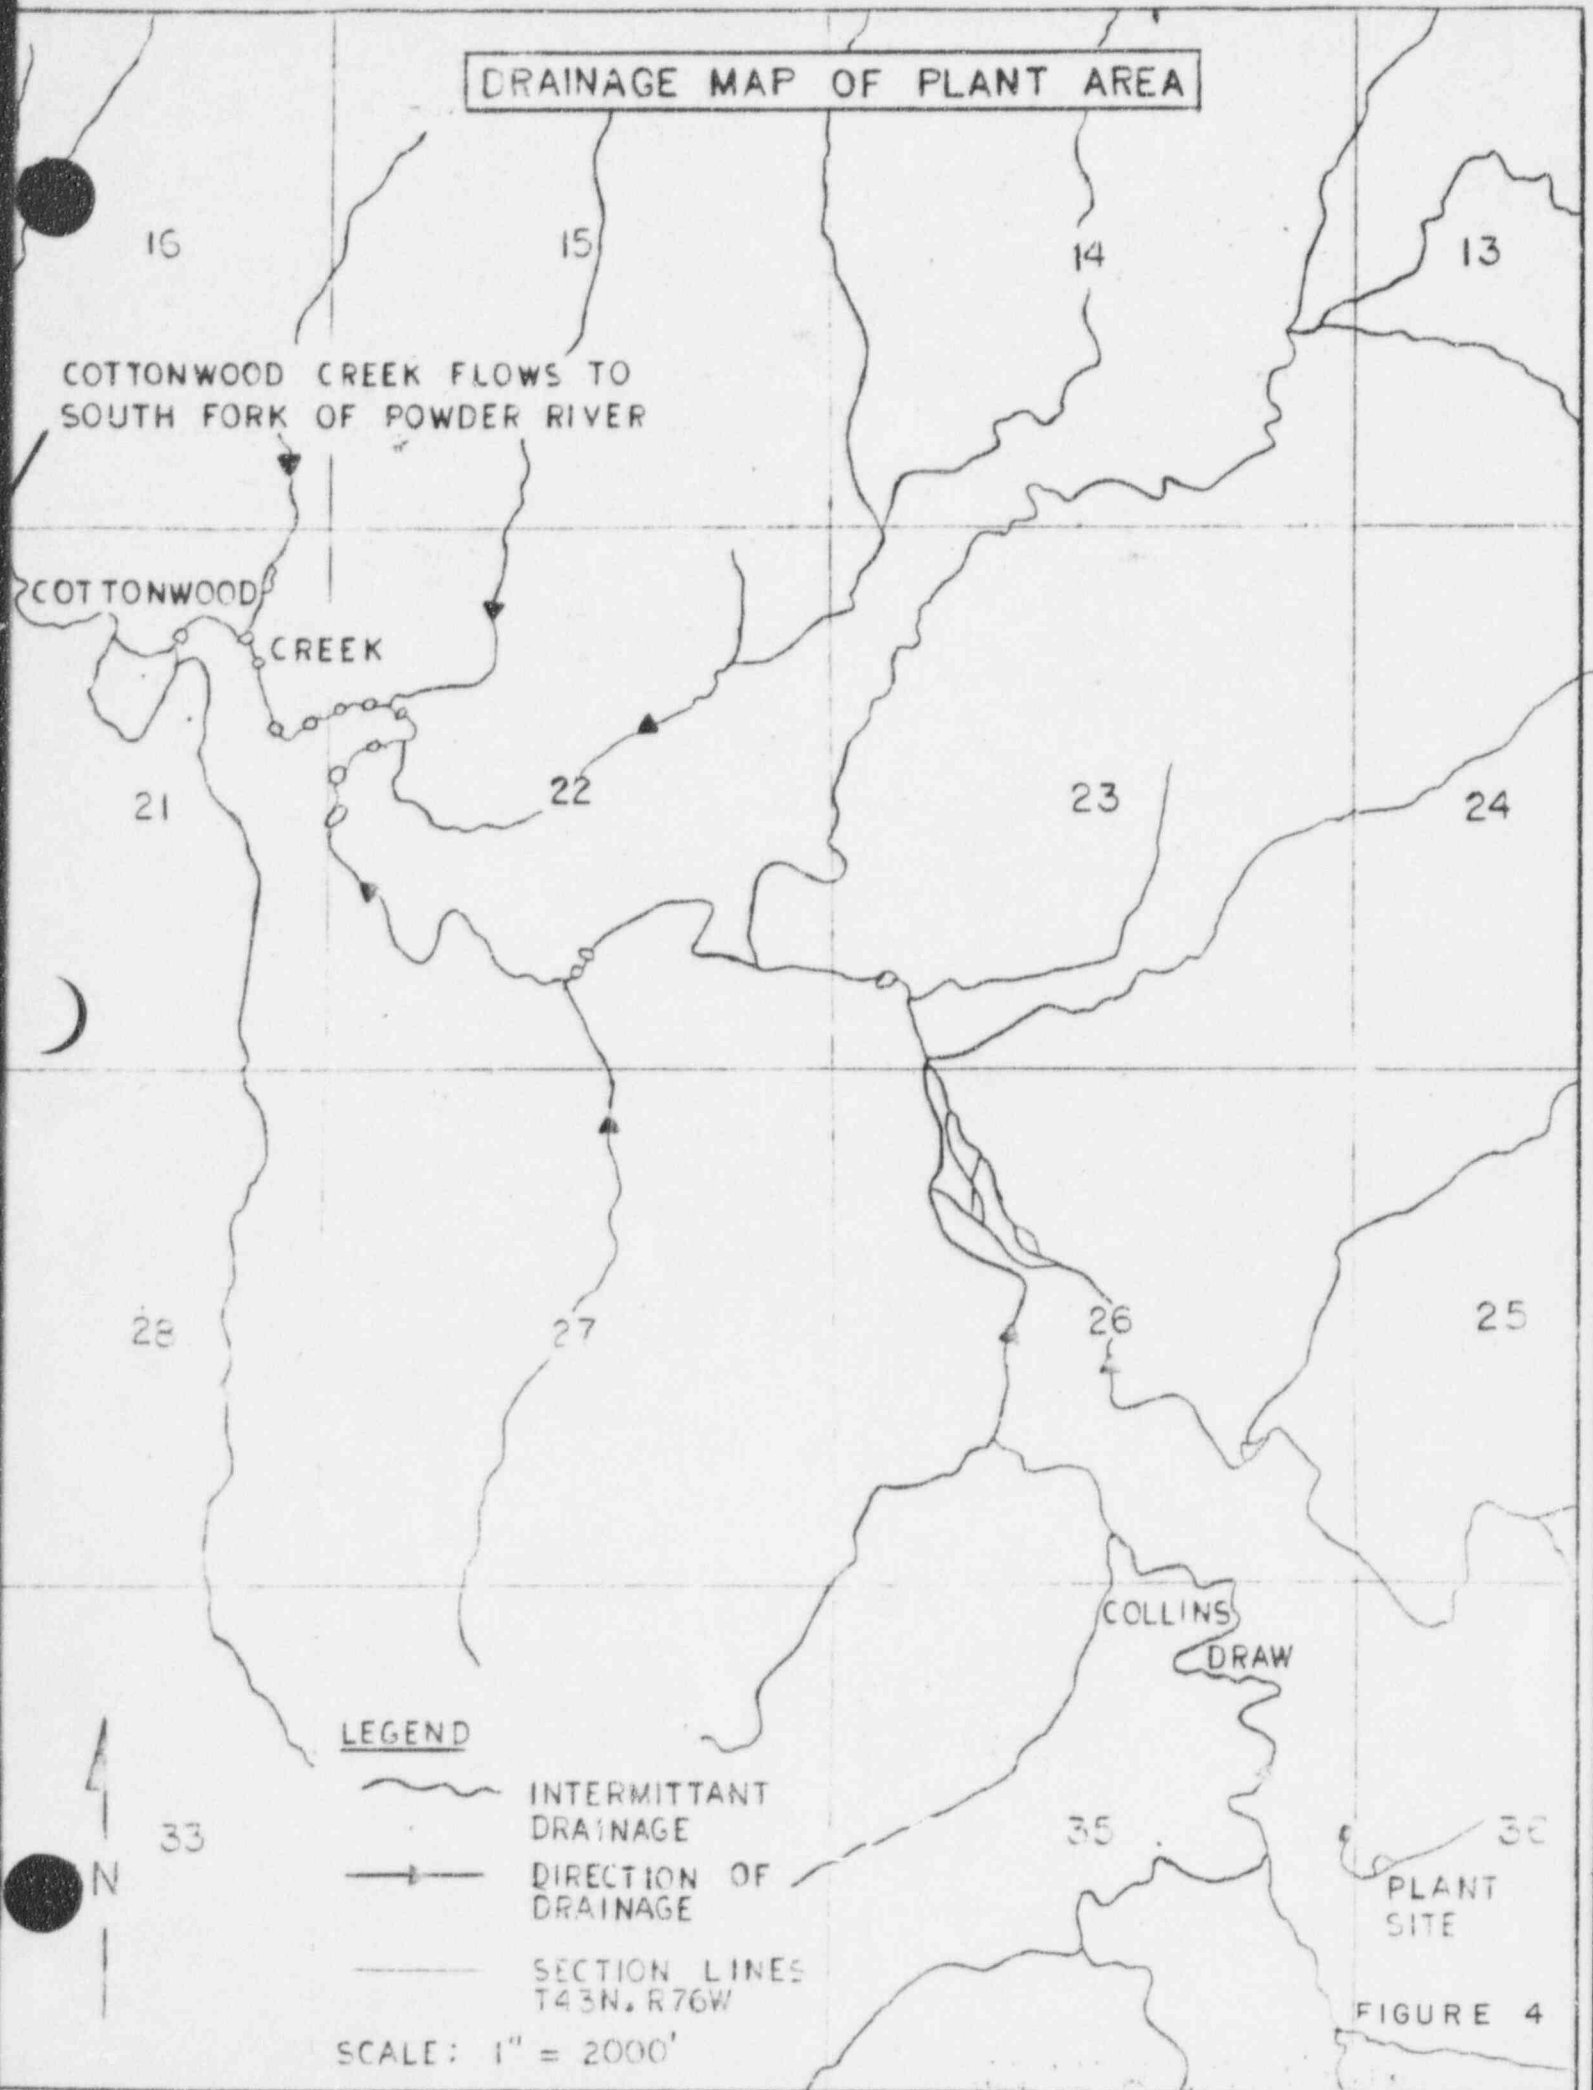 DRAINAGE MAP OF PLANT AREA
16
15
14
13
COTTONWOOD CREEK FLOWS TO
SOUTH FORK OF POWDER RIVER
COTTONWOOD
CREEK
21
22
23
24
28
27
26
25
COLLINS
DRAW
LEGEND
INTERMITTANT
DRAINAGE
DIRECTION OF
DRAINAGE
SECTION LINES
T43N. R76W
SCALE: 1" = 2000'
N
33
35
36
PLANT
SITE
FIGURE 4